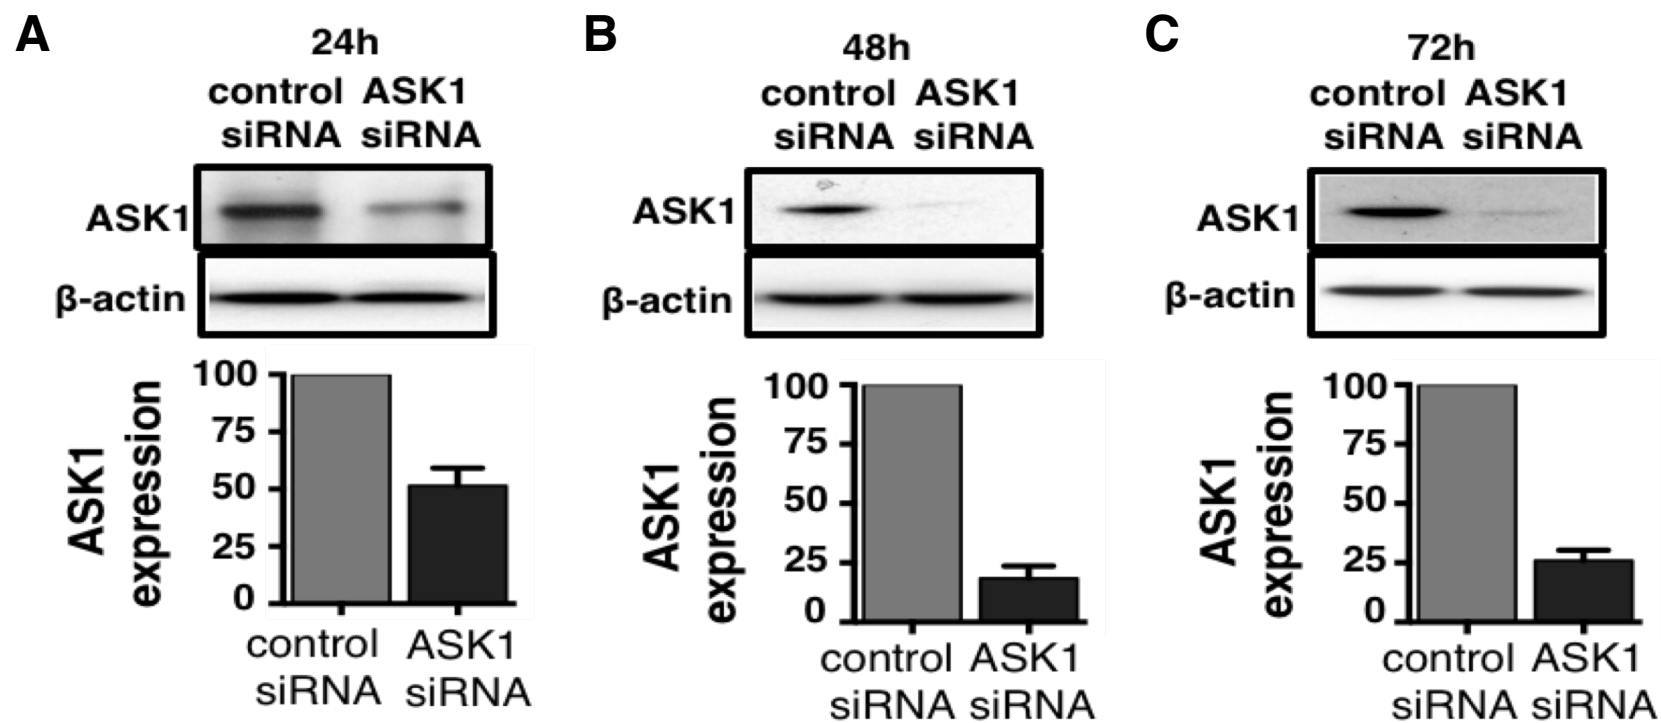 A
24h
control ASK1
siRNA siRNA
ASK1
β-actin
ASK1
expression
100
75
50
25
0
control ASK1
siRNA siRNA
B
48h
control ASK1
siRNA siRNA
ASK1
β-actin
ASK1
expression
100
75
50
25
0
control ASK1
siRNA siRNA
C
72h
control ASK1
siRNA siRNA
ASK1
β-actin
ASK1
expression
100
75
50
25
0
control ASK1
siRNA siRNA